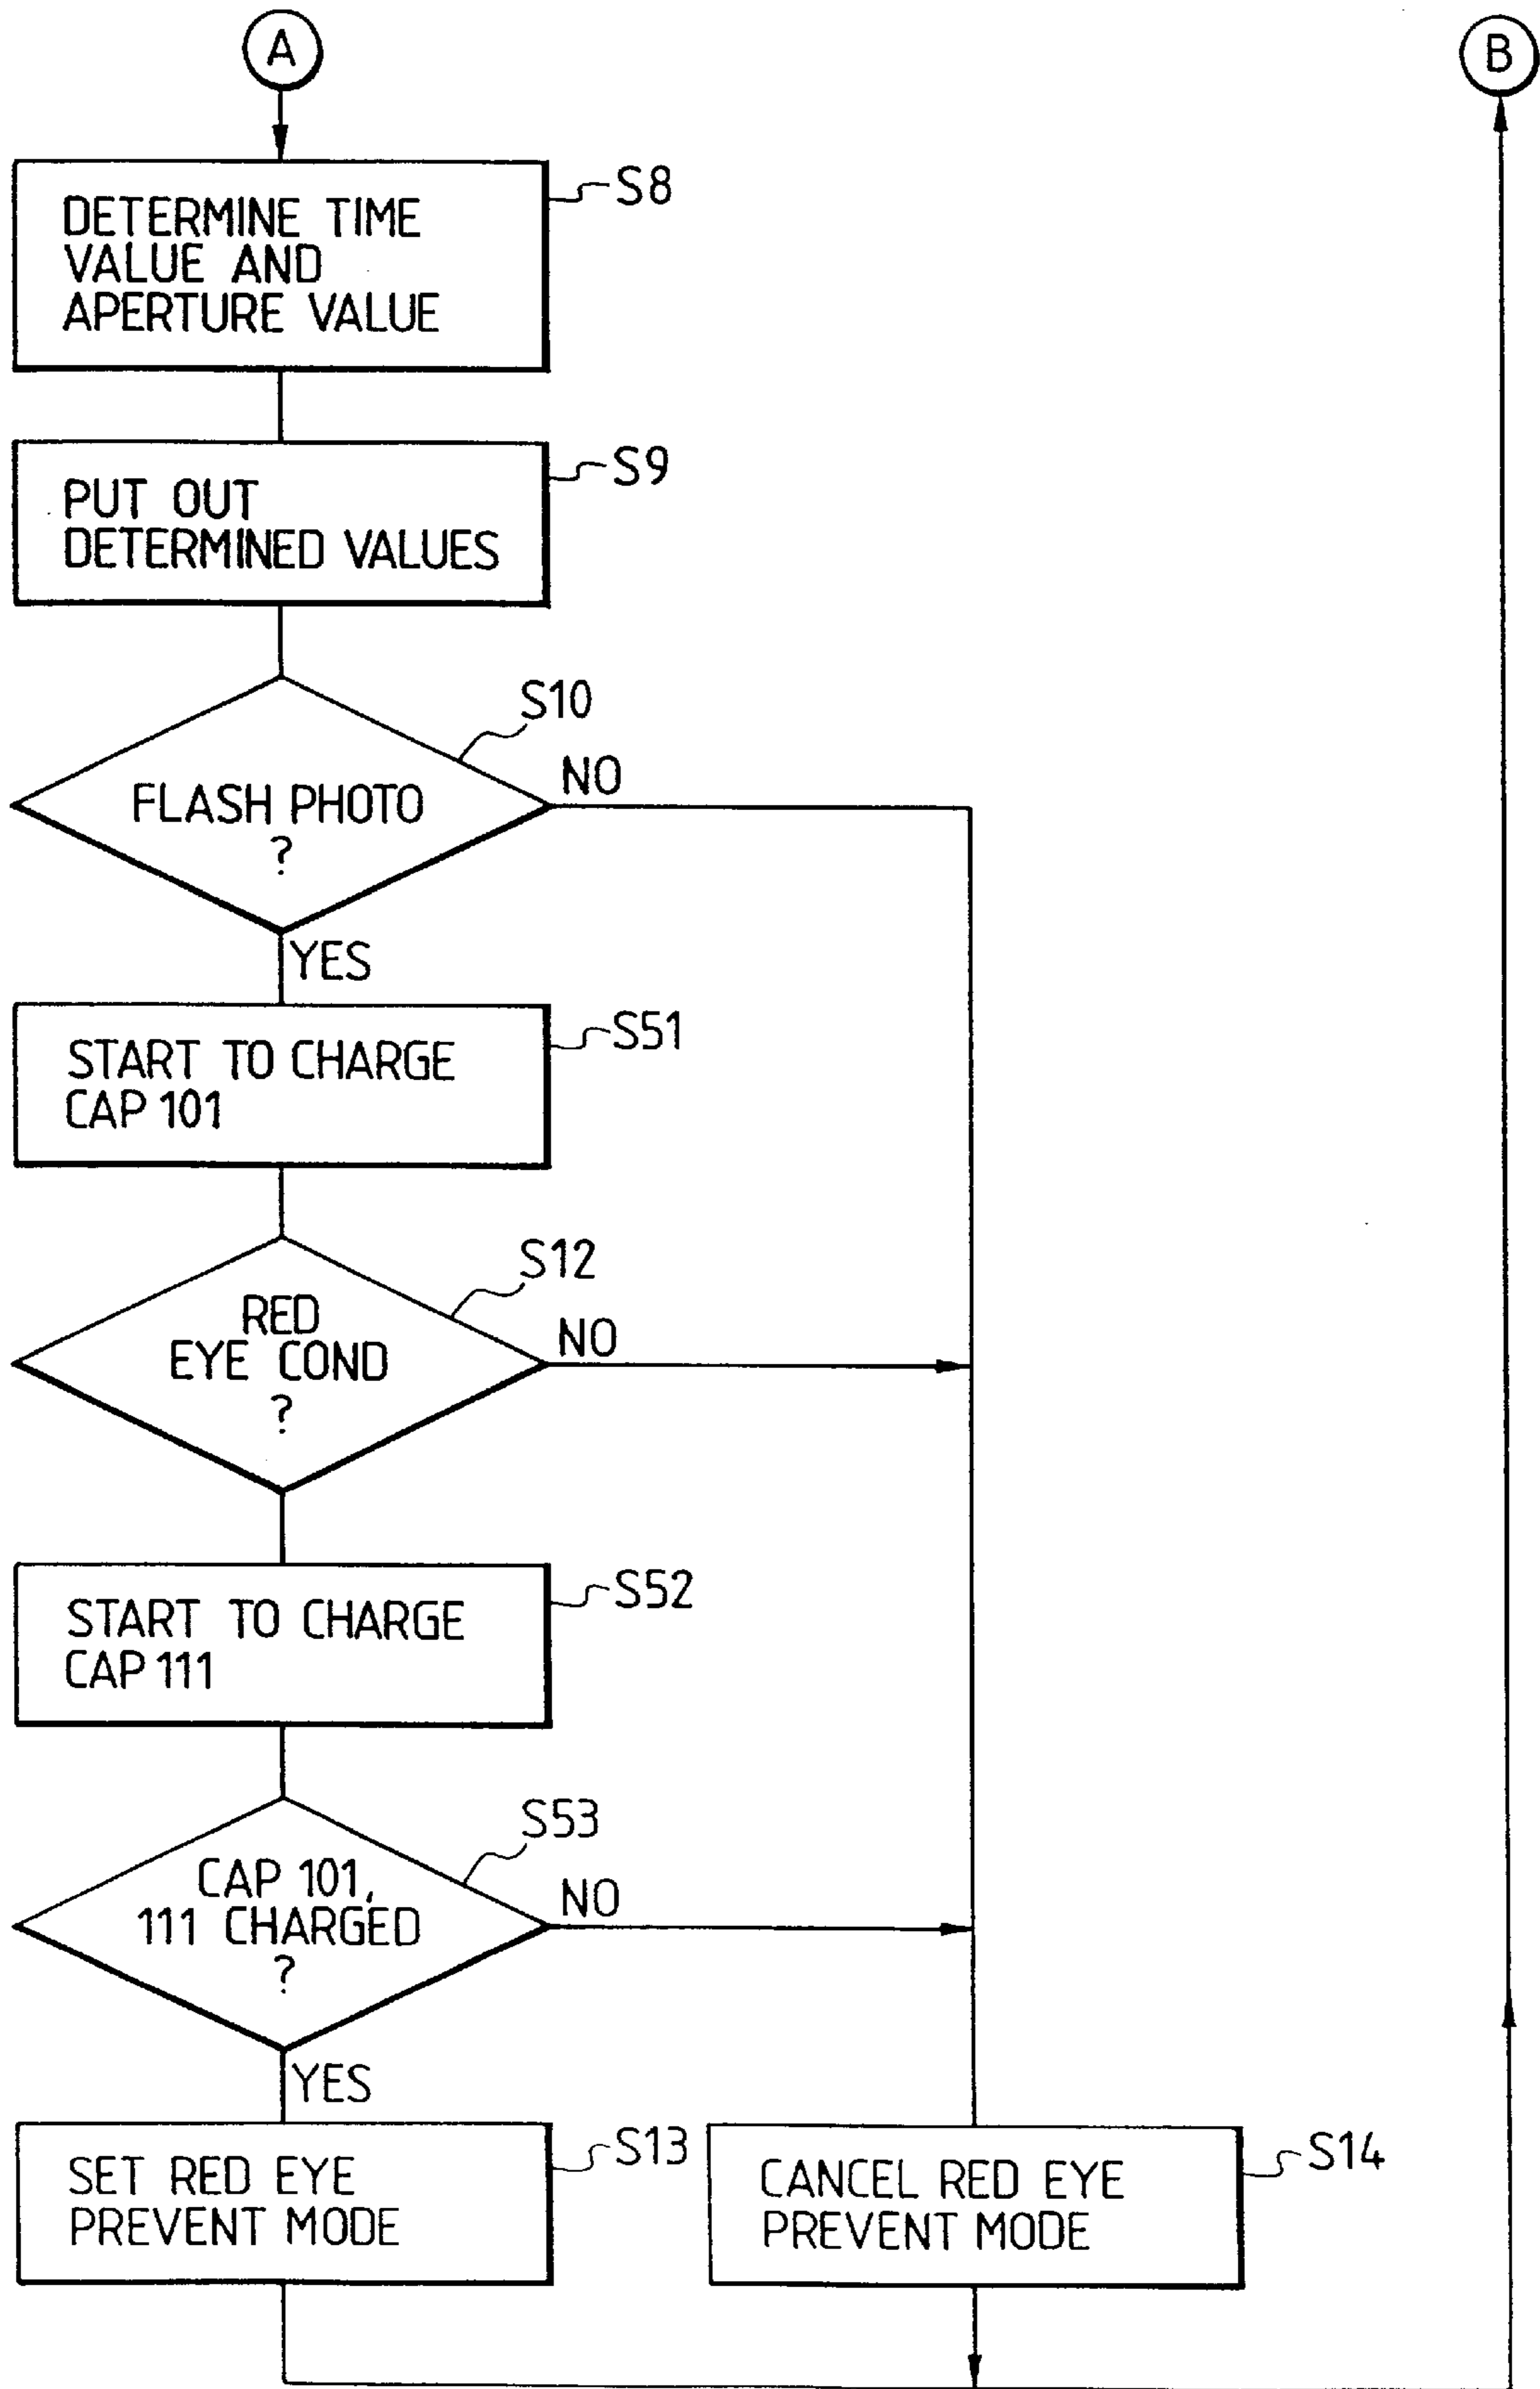 A
B
S8
DETERMINE TIME
VALUE AND
APERTURE VALUE
S9
PUT OUT
DETERMINED VALUES
S10
FLASH PHOTO
?
NO
YES
S51
START TO CHARGE
CAP 101
S12
RED
EYE COND
?
NO
S52
START TO CHARGE
CAP 111
S53
CAP 101,
111 CHARGED
?
NO
YES
S13
SET RED EYE
PREVENT MODE
S14
CANCEL RED EYE
PREVENT MODE